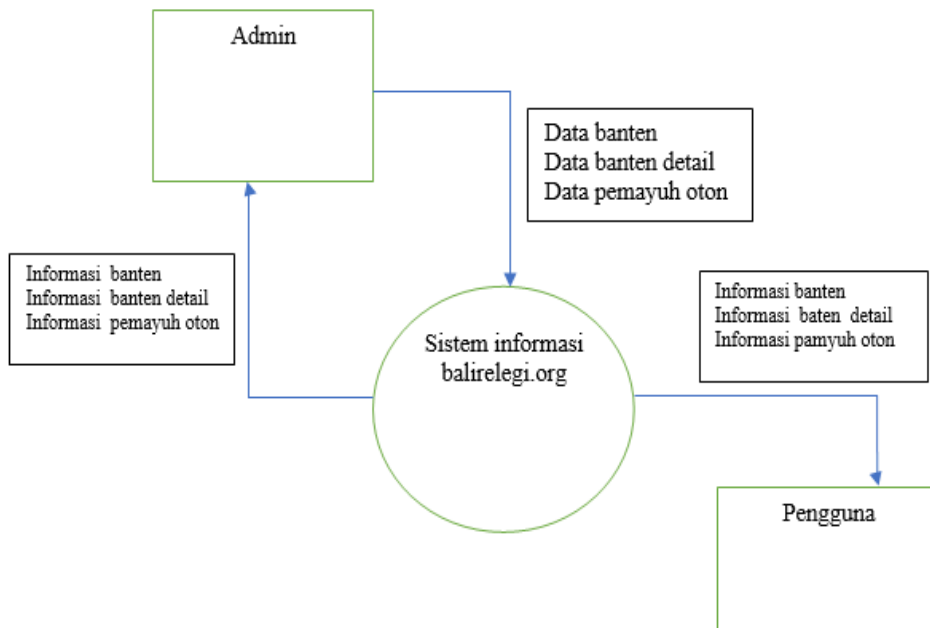 Admin
Data banten
Data banten detail
Data pemayuh oton
Informasi banten
Informasi banten detail
Informasi pemayuh oton
Informasi banten
Informasi baten detail
Informasi pamyuh oton
Sistem informasi
balirelegi.org
Pengguna